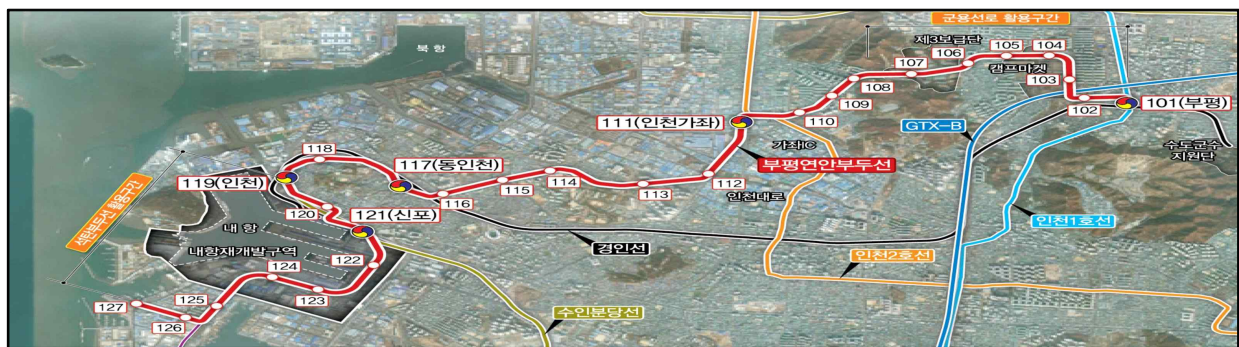 군용선로 활용구간
제3보급단
북 항
106
105
104
107
캠프마켓
108
103
109
102
101(부평)
110
111(인천가좌)
GTX-B
가좌IC
수도군수
지원단
118
117(동인천)
부평연안부두선
119(인천)
115
114
113
112
116
인천대로
석탄부두선 활용구간
120
121(신포)
인천1호선
내 항
경인선
내항재개발구역
122
인천2호선
124
123
127
125
126
수인분당선